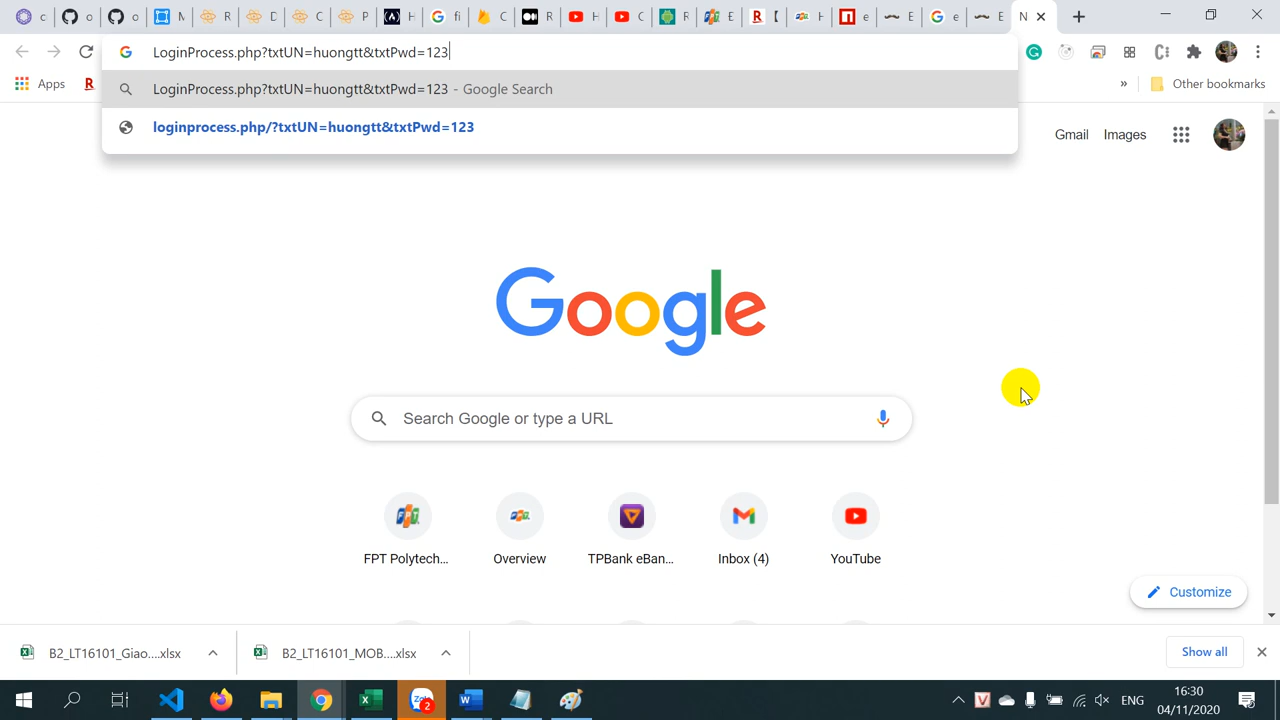 LoginProcess.php?txtUN=huongtt&txtPwd=123
LoginProcess.php?txtUN=huongtt&txtPwd=123 - Google Search
loginprocess.php/?txtUN=huongtt&txtPwd=123
Apps
»
Other bookmarks
Gmail
Images
Google
Search Google or type a URL
FPT Polytech...
Overview
TPBank eBan...
Inbox (4)
YouTube
Customize
B2_LT16101_Giao....xlsx
B2_LT16101_MOB....xlsx
Show all
2
ENG
16:30
04/11/2020